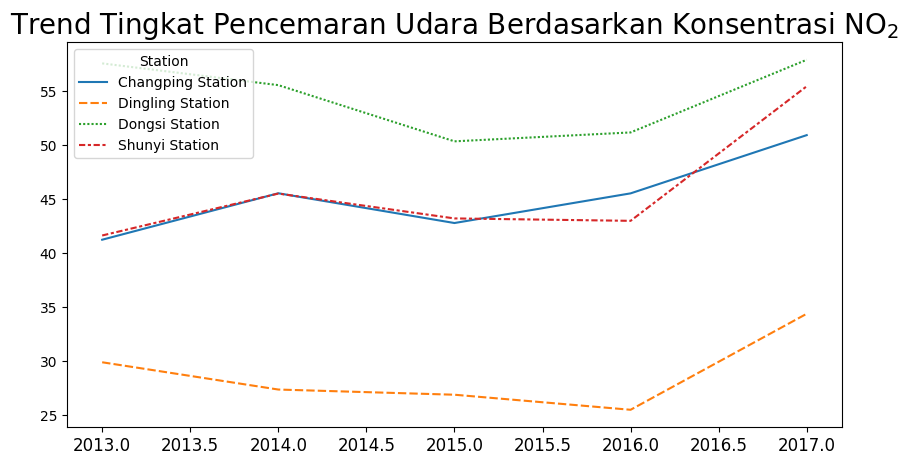 Trend Tingkat Pencemaran Udara Berdasarkan Konsentrasi NO₂
Station
Changping Station
Dingling Station
Dongsi Station
Shunyi Station
55
50
45
40
35
30
25
2013.0 2013.5 2014.0 2014.5 2015.0 2015.5 2016.0 2016.5 2017.0